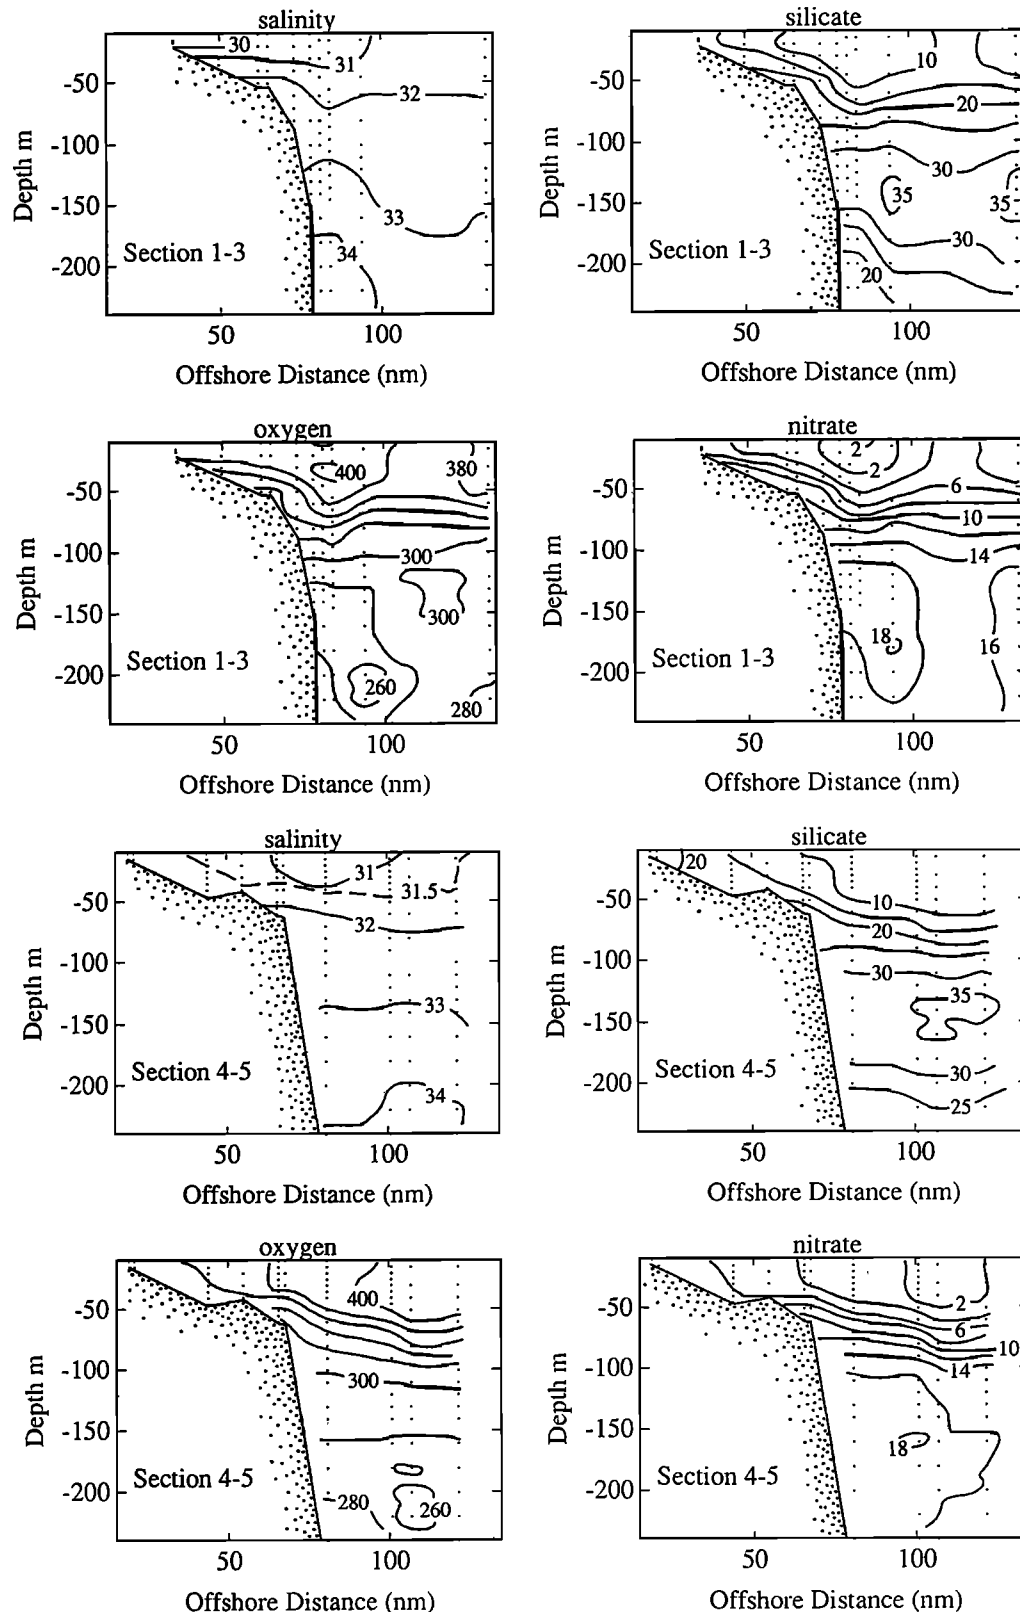 salinity
30
31
32
33
34
-50
-100
-150
-200
Depth m
Section 1-3
50
100
Offshore Distance (nm)
silicate
10
20
30
35
35
30
20
-50
-100
-150
-200
Depth m
Section 1-3
50
100
Offshore Distance (nm)
oxygen
400
380
300
300
260
280
-50
-100
-150
-200
Depth m
Section 1-3
50
100
Offshore Distance (nm)
nitrate
2
2
6
10
14
18
16
-50
-100
-150
-200
Depth m
Section 1-3
50
100
Offshore Distance (nm)
salinity
31
31.5
32
33
34
-50
-100
-150
-200
Depth m
Section 4-5
50
100
Offshore Distance (nm)
silicate
20
10
20
30
35
30
25
-50
-100
-150
-200
Depth m
Section 4-5
50
100
Offshore Distance (nm)
oxygen
400
300
280
260
-50
-100
-150
-200
Depth m
Section 4-5
50
100
Offshore Distance (nm)
nitrate
2
6
10
14
18
-50
-100
-150
-200
Depth m
Section 4-5
50
100
Offshore Distance (nm)